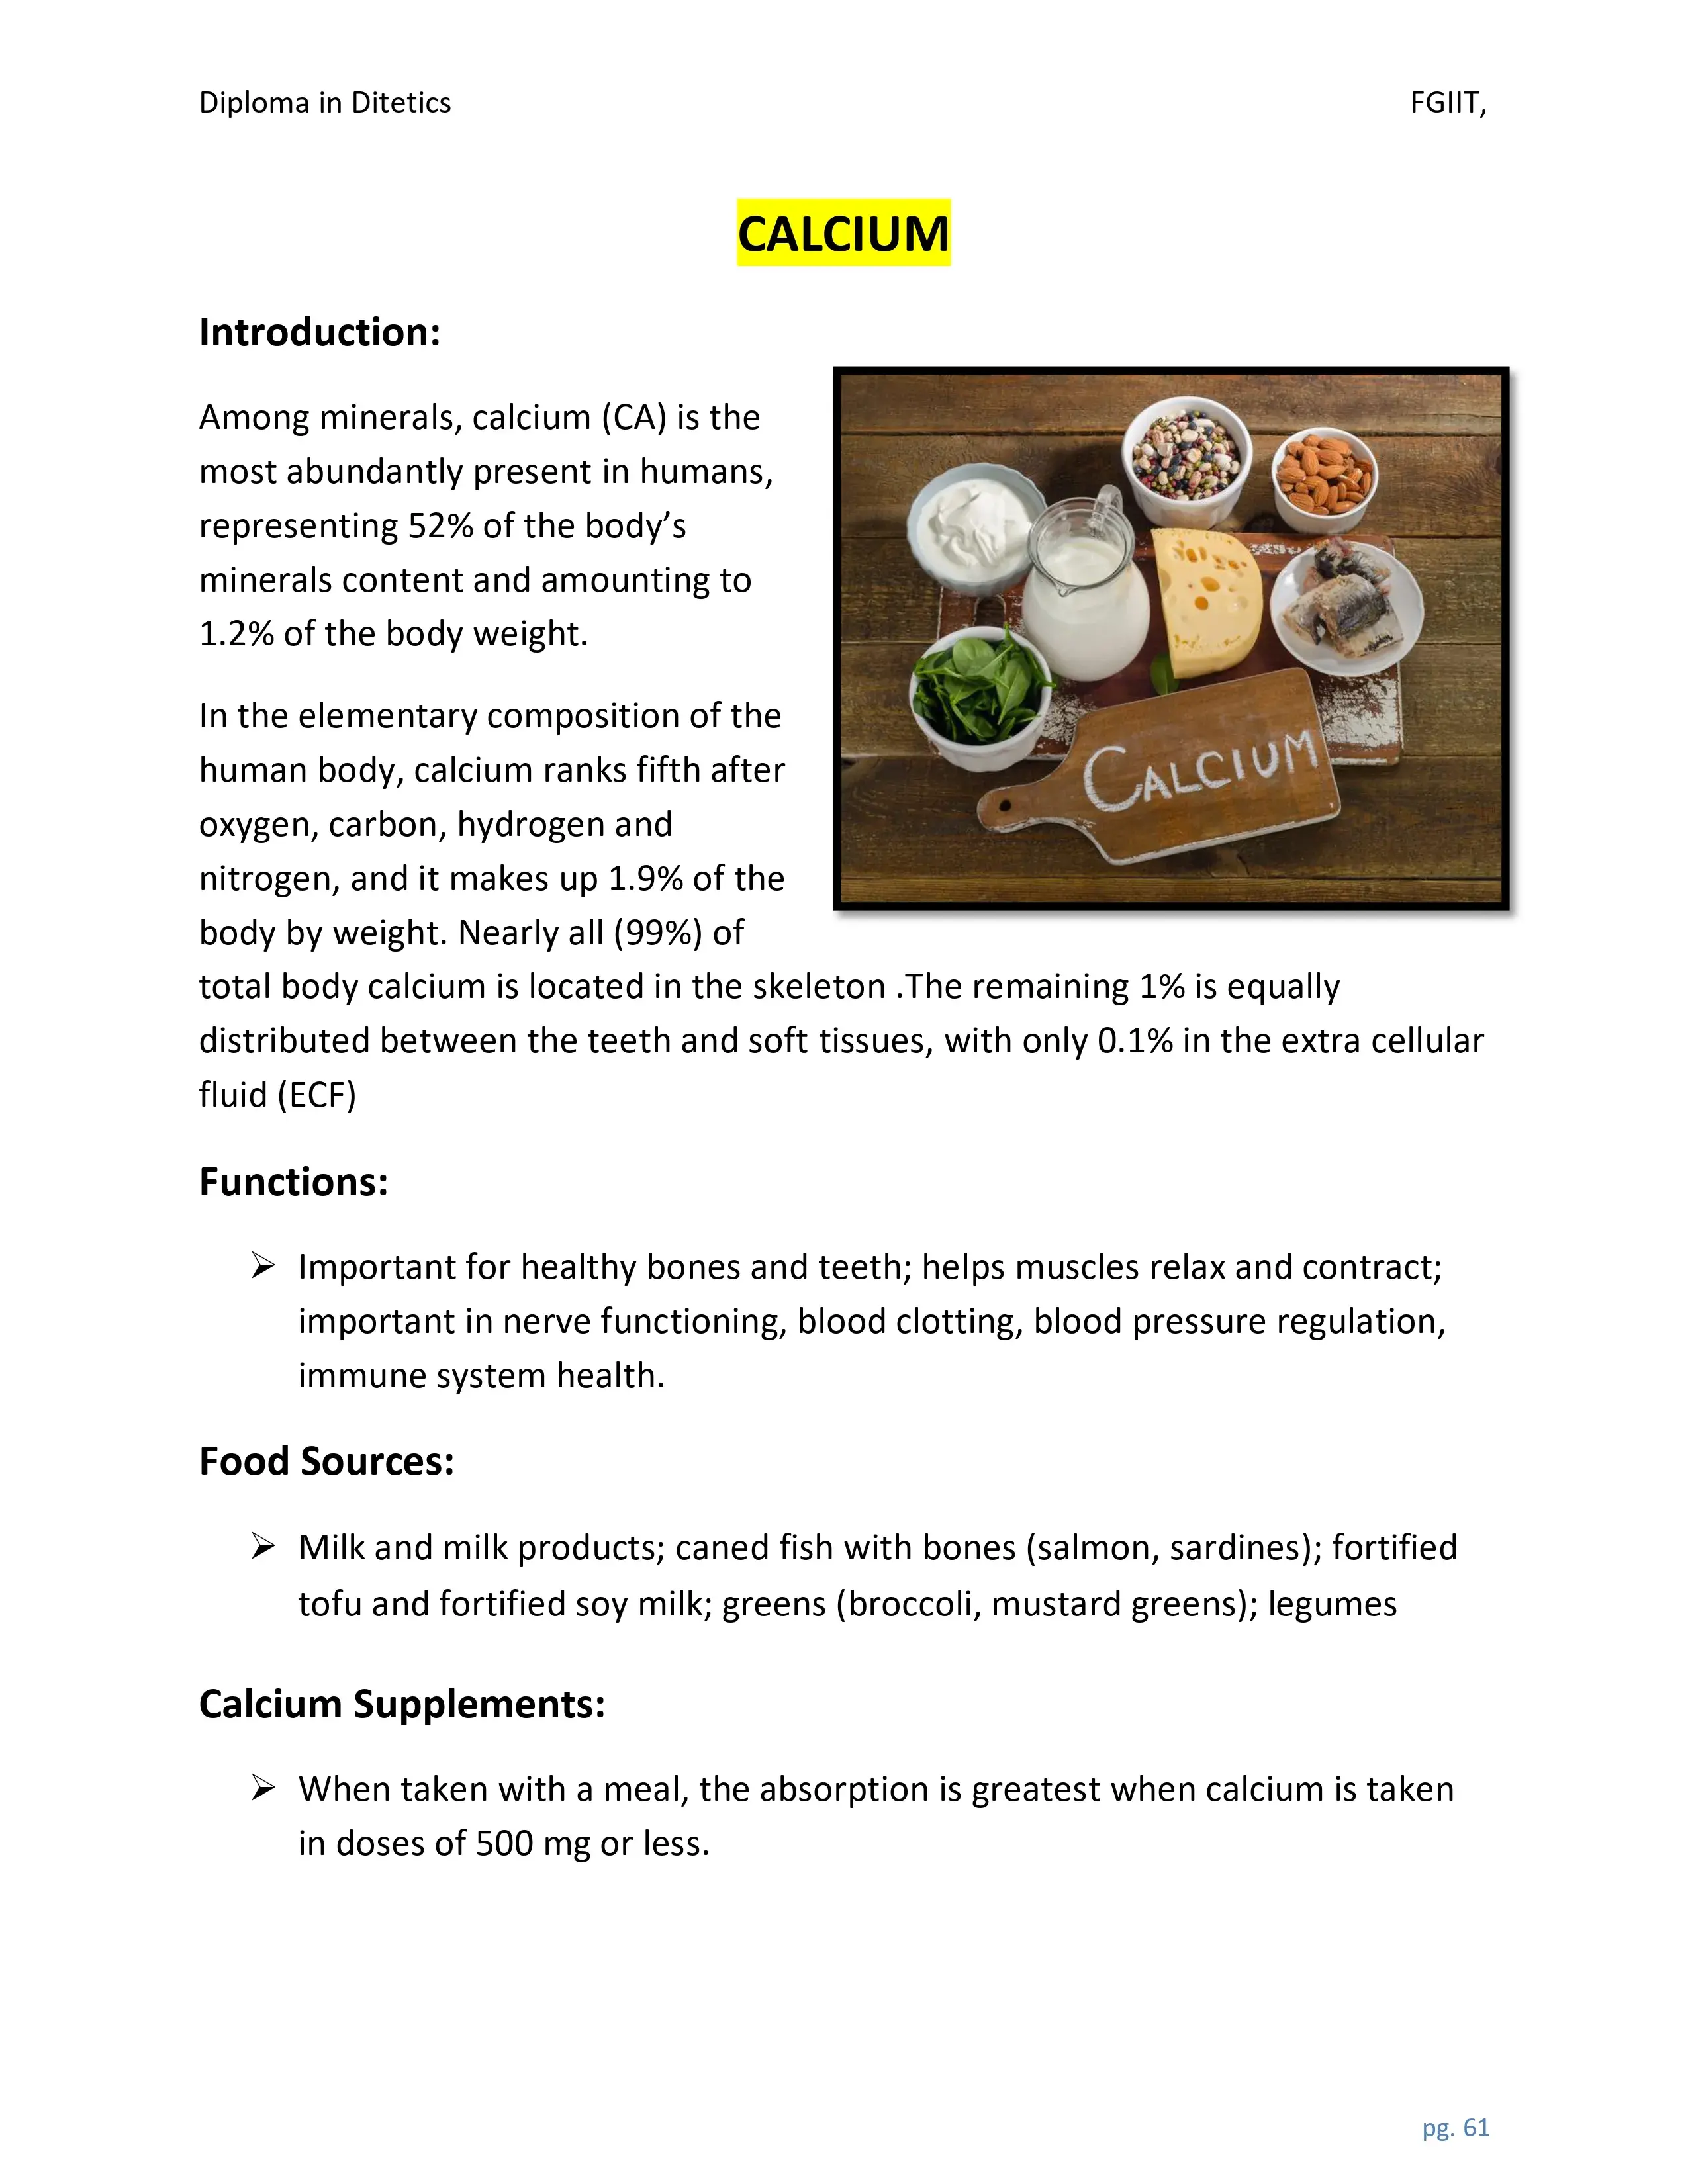 Diploma in Ditetics FGIIT,
CALCIUM
Introduction:
Among minerals, calcium (CA) is the
most abundantly present in humans,
representing 52% of the body’s
minerals content and amounting to
1.2% of the body weight.
In the elementary composition of the
human body, calcium ranks fifth after
oxygen, carbon, hydrogen and
nitrogen, and it makes up 1.9% of the
body by weight. Nearly all (99%) of
total body calcium is located in the skeleton .The remaining 1% is equally
distributed between the teeth and soft tissues, with only 0.1% in the extra cellular
fluid (ECF)
CALCIUM
Functions:
➢ Important for healthy bones and teeth; helps muscles relax and contract;
important in nerve functioning, blood clotting, blood pressure regulation,
immune system health.
Food Sources:
➢ Milk and milk products; caned fish with bones (salmon, sardines); fortified
tofu and fortified soy milk; greens (broccoli, mustard greens); legumes
Calcium Supplements:
➢ When taken with a meal, the absorption is greatest when calcium is taken
in doses of 500 mg or less.
pg. 61